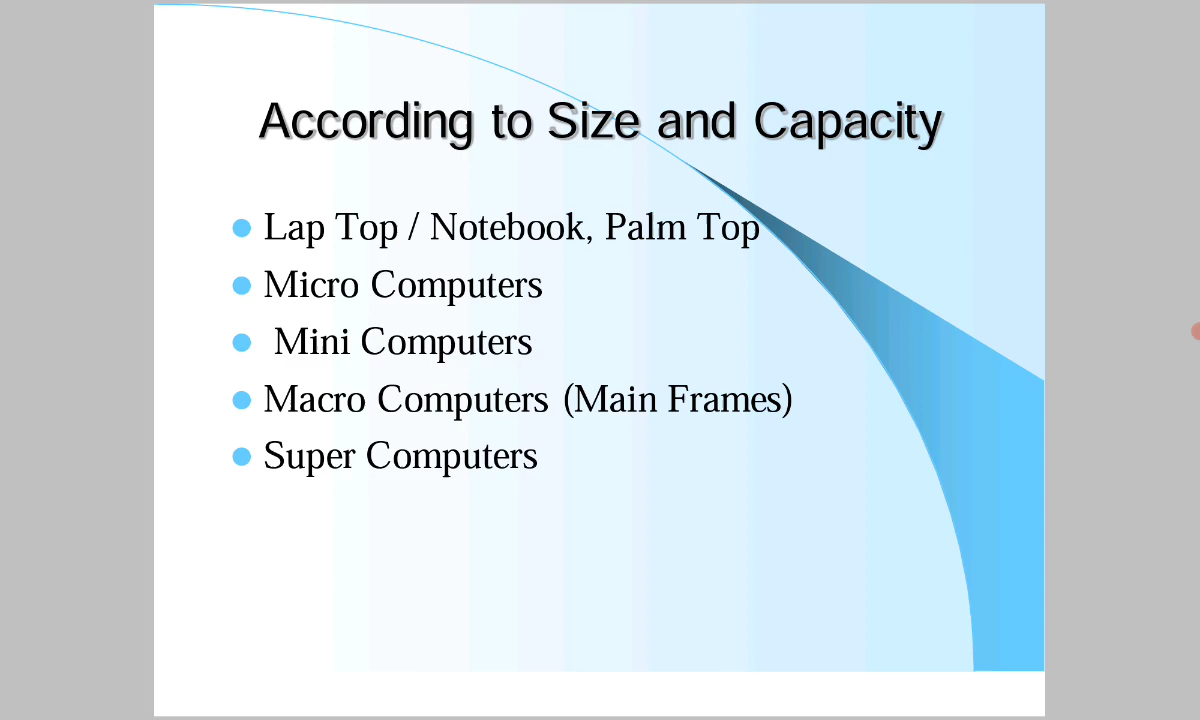 According to Size and Capacity
Lap Top / Notebook, Palm Top
Micro Computers
Mini Computers
Macro Computers (Main Frames)
Super Computers